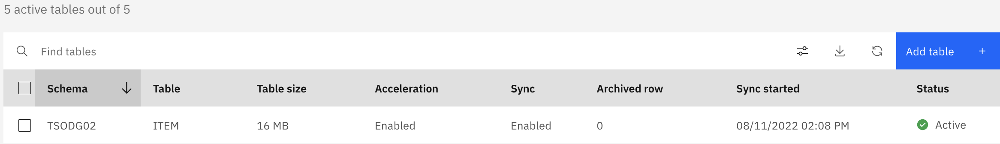 5 active tables out of 5
Find tables
Add table +
Schema Table Table size Acceleration Sync Archived row Sync started Status
TSODG02 ITEM 16 MB Enabled Enabled 0 08/11/2022 02:08 PM Active